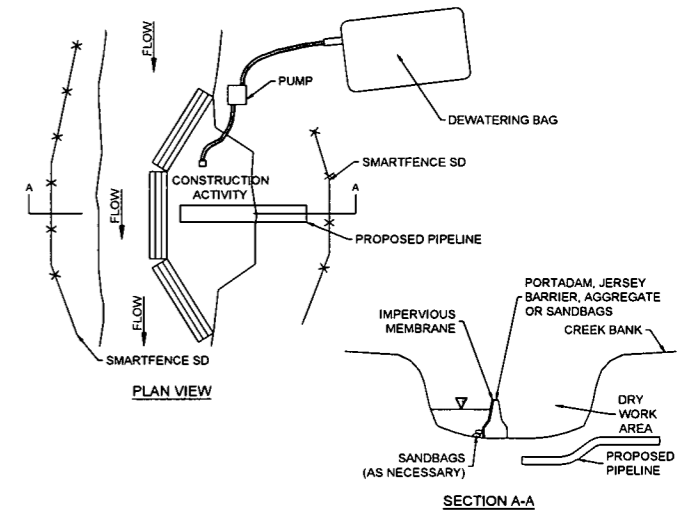 FLOW
PUMP
DEWATERING BAG
SMARTFENCE SD
CONSTRUCTION
ACTIVITY
A
A
FLOW
PROPOSED PIPELINE
FLOW
SMARTFENCE SD
PLAN VIEW
PORTADAM, JERSEY
BARRIER, AGGREGATE
OR SANDBAGS
IMPERVIOUS
MEMBRANE
CREEK BANK
DRY
WORK
AREA
SANDBAGS
(AS NECESSARY)
PROPOSED
PIPELINE
SECTION A-A